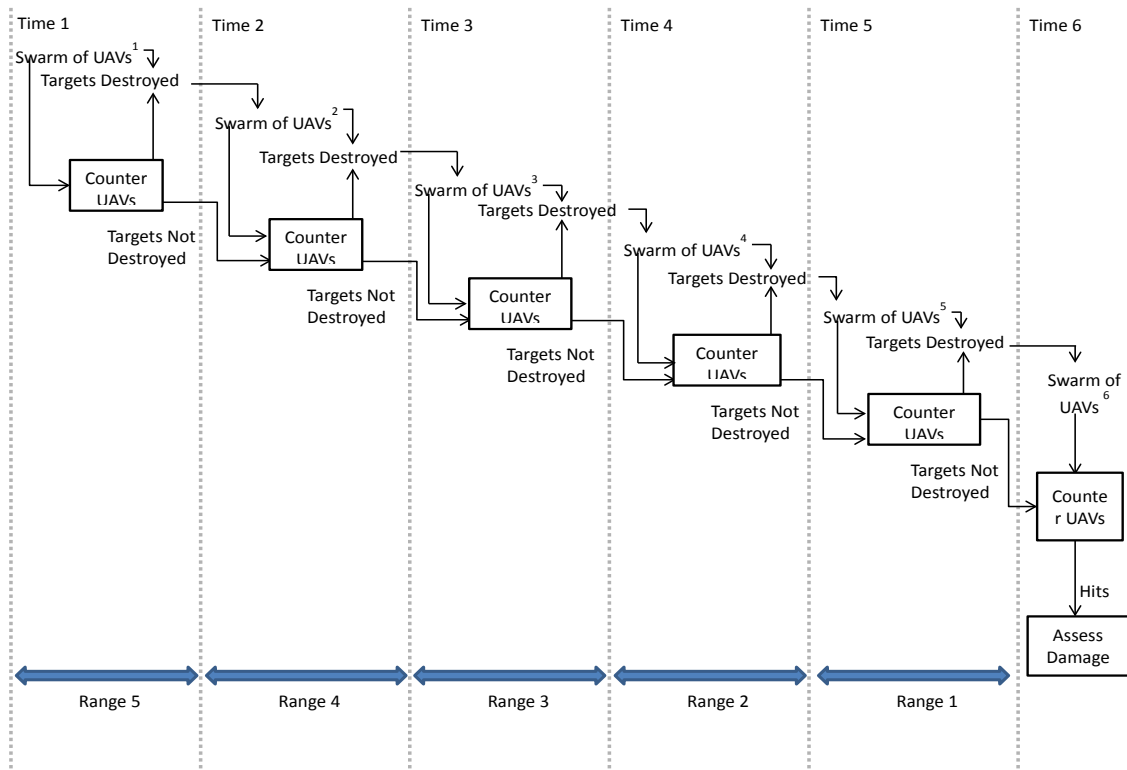 Time 1
Time 2
Time 3
Time 4
Time 5
Time 6
Swarm of UAVs1
Targets Destroyed
Counter
UAVs
Targets Not
Destroyed
Swarm of UAVs2
Targets Destroyed
Counter
UAVs
Targets Not
Destroyed
Swarm of UAVs3
Targets Destroyed
Counter
UAVs
Targets Not
Destroyed
Swarm of UAVs4
Targets Destroyed
Counter
UAVs
Targets Not
Destroyed
Swarm of UAVs5
Targets Destroyed
Counter
UAVs
Targets Not
Destroyed
Swarm of
UAVs6
Counte
r UAVs
Hits
Assess
Damage
Range 5
Range 4
Range 3
Range 2
Range 1